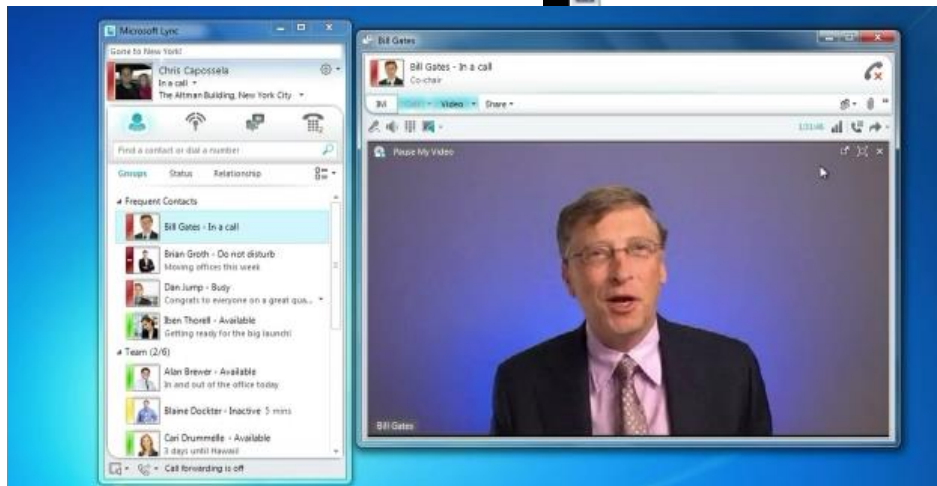 Microsoft Lync
Gone to New York!
Chris Capossela
In a call
The Altman Building, New York City
Find a contact or dial a number
Groups Status Relationship
Frequent Contacts
Bill Gates - In a call
Brian Groth - Do not disturb
Moving offices this week
Dan Jump - Busy
Congrats to everyone on a great qua...
Iben Thorell - Available
Getting ready for the big launch!
Team (2/6)
Alan Brewer - Available
In and out of the office today
Blaine Dockter - Inactive 5 mins
Cari Drummelle - Available
3 days until Hawaii
Call forwarding is off
Bill Gates
Bill Gates - In a call
Co-chair
IM Call Video Share
Pause My Video
Bill Gates